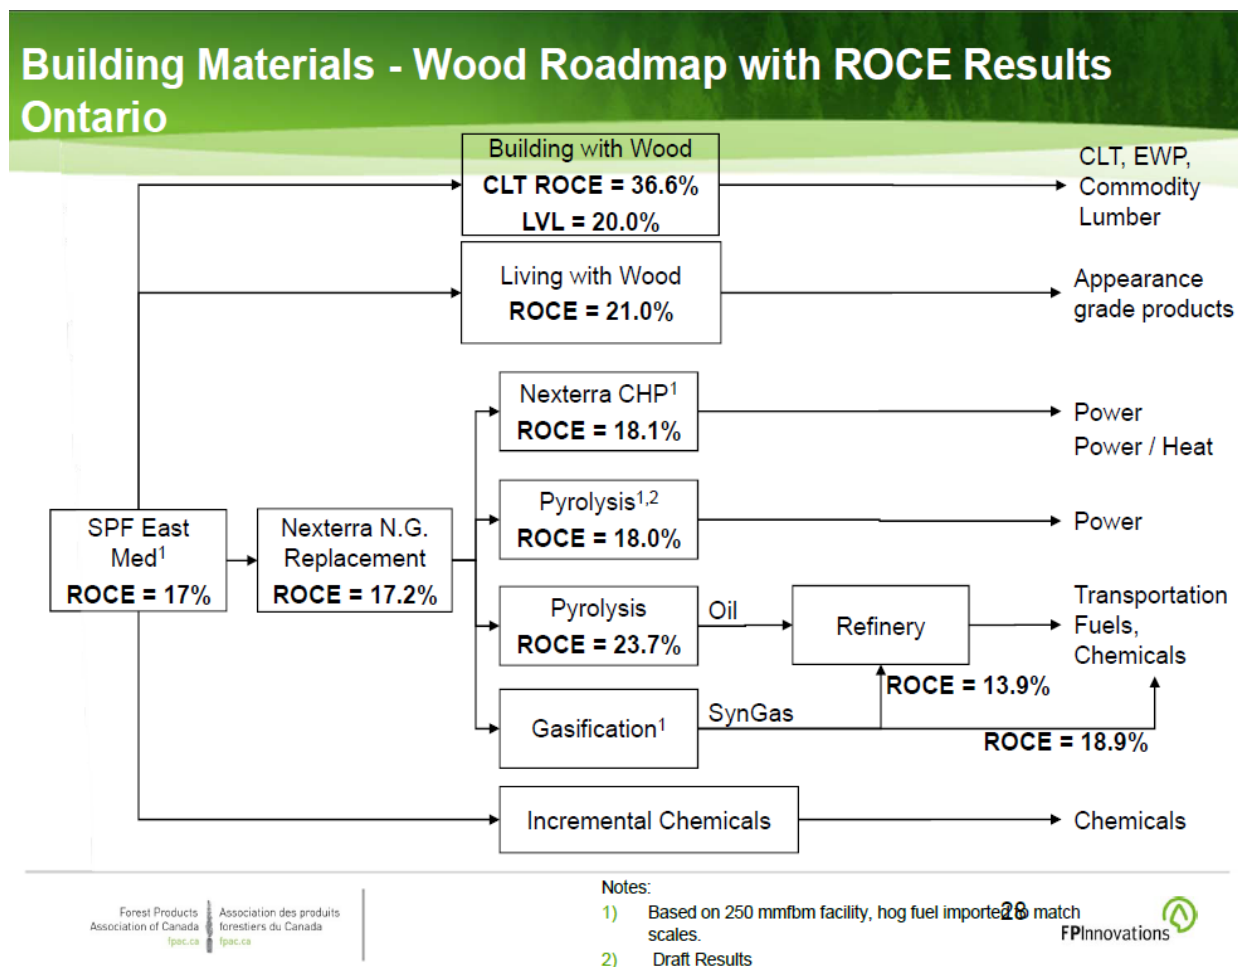 Building Materials - Wood Roadmap with ROCE Results
Ontario
Building with Wood
CLT ROCE = 36.6%
LVL = 20.0%
CLT, EWP,
Commodity
Lumber
Living with Wood
ROCE = 21.0%
Appearance
grade products
Nexterra CHP1
ROCE = 18.1%
Power
Power / Heat
SPF East
Med1
ROCE = 17%
Nexterra N.G.
Replacement
ROCE = 17.2%
Pyrolysis1,2
ROCE = 18.0%
Power
Pyrolysis
ROCE = 23.7%
Oil
Refinery
Transportation
Fuels,
Chemicals
ROCE = 13.9%
Gasification1
SynGas
ROCE = 18.9%
Incremental Chemicals
Chemicals
Forest Products
Association of Canada
fpac.ca
Association des produits
forestiers du Canada
fpac.ca
Notes:
1) Based on 250 mmfbm facility, hog fuel imported to match
scales.
2) Draft Results
28
FPInnovations